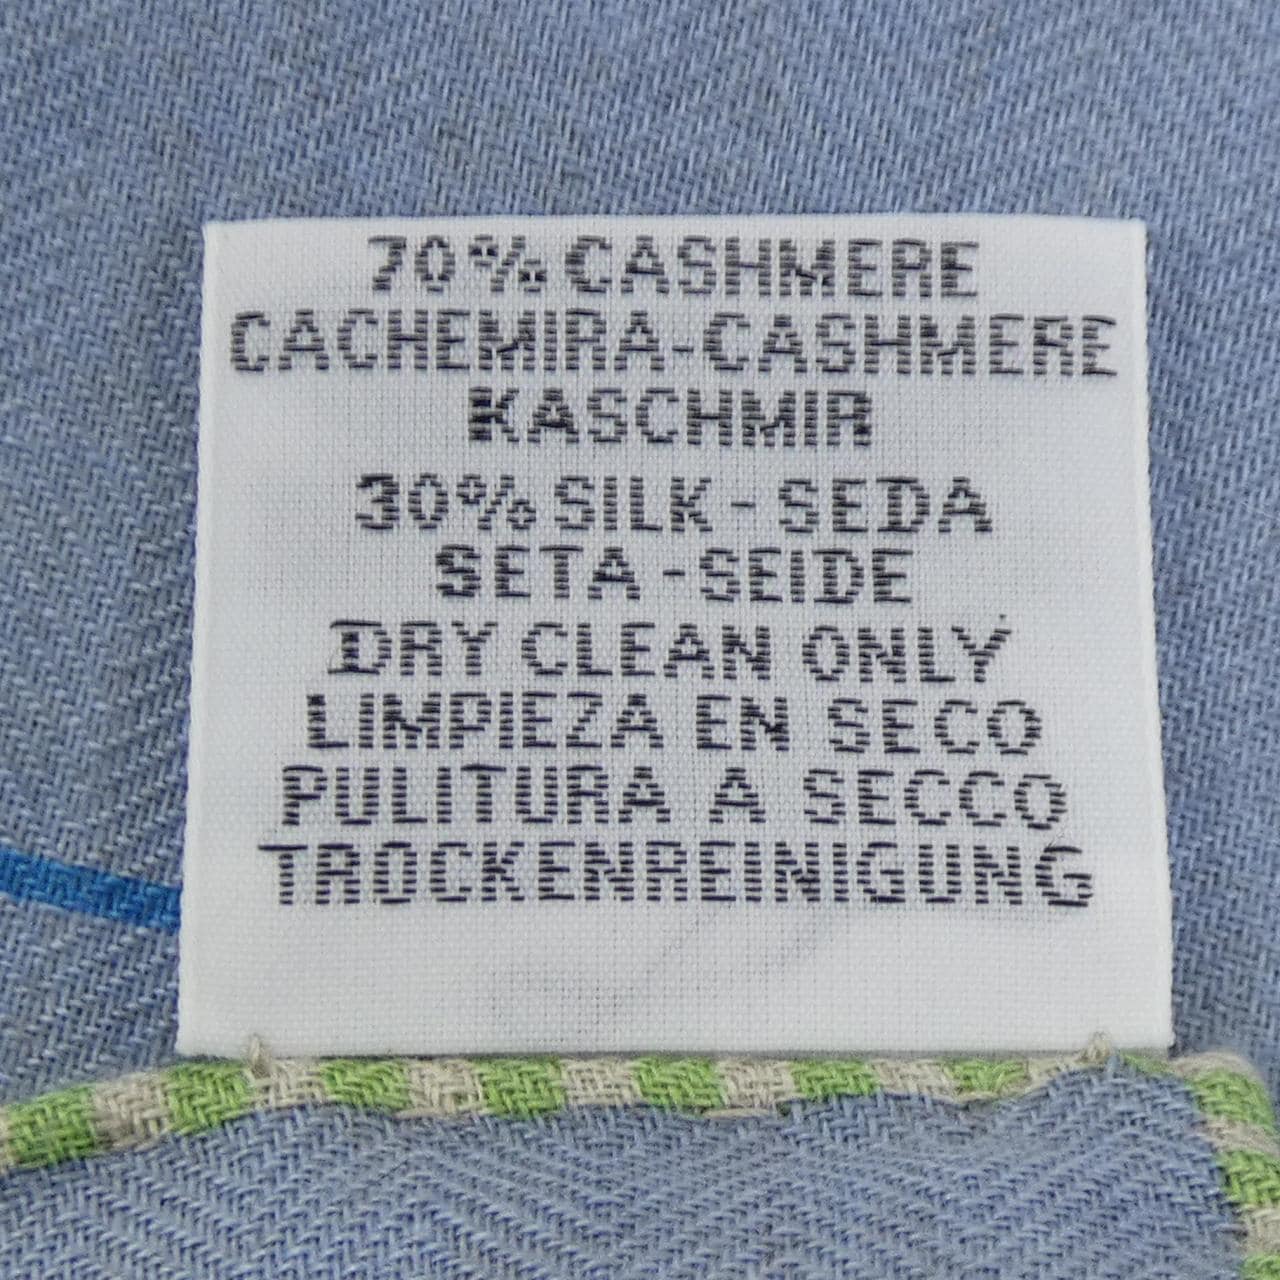 70% CASHMERE
CACHEMIRA-CASHMERE
KASCHMIR
30% SILK - SEDA
SETA - SEIDE
DRY CLEAN ONLY
LIMPIEZA EN SECO
PULITURA A SECCO
TROCKENREINIGUNG